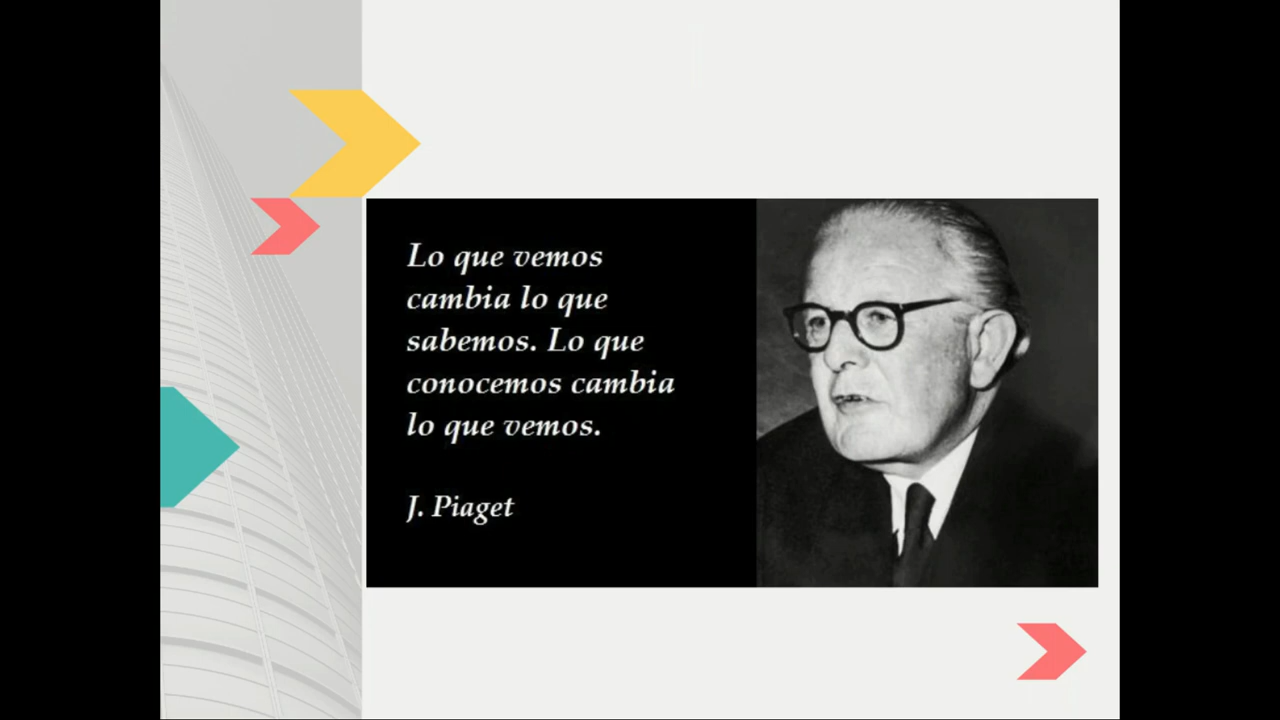 Lo que vemos
cambia lo que
sabemos. Lo que
conocemos cambia
lo que vemos.
J. Piaget